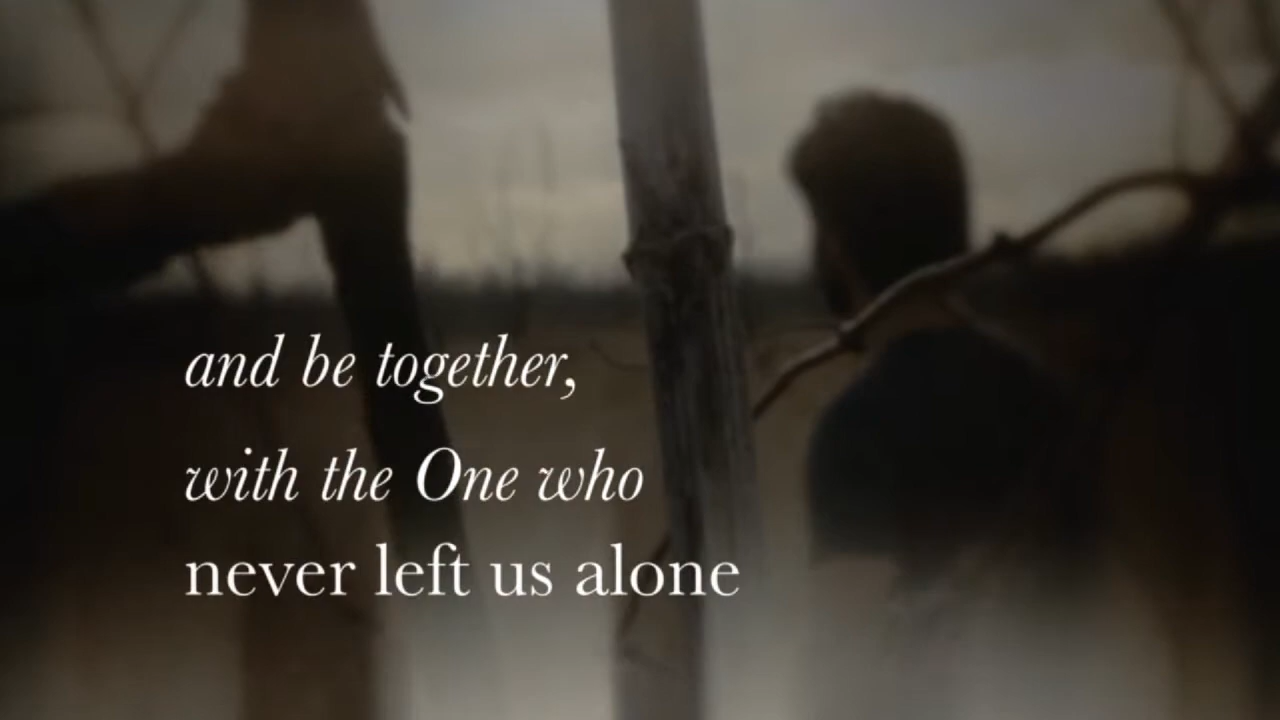 and be together,
with the One who
never left us alone